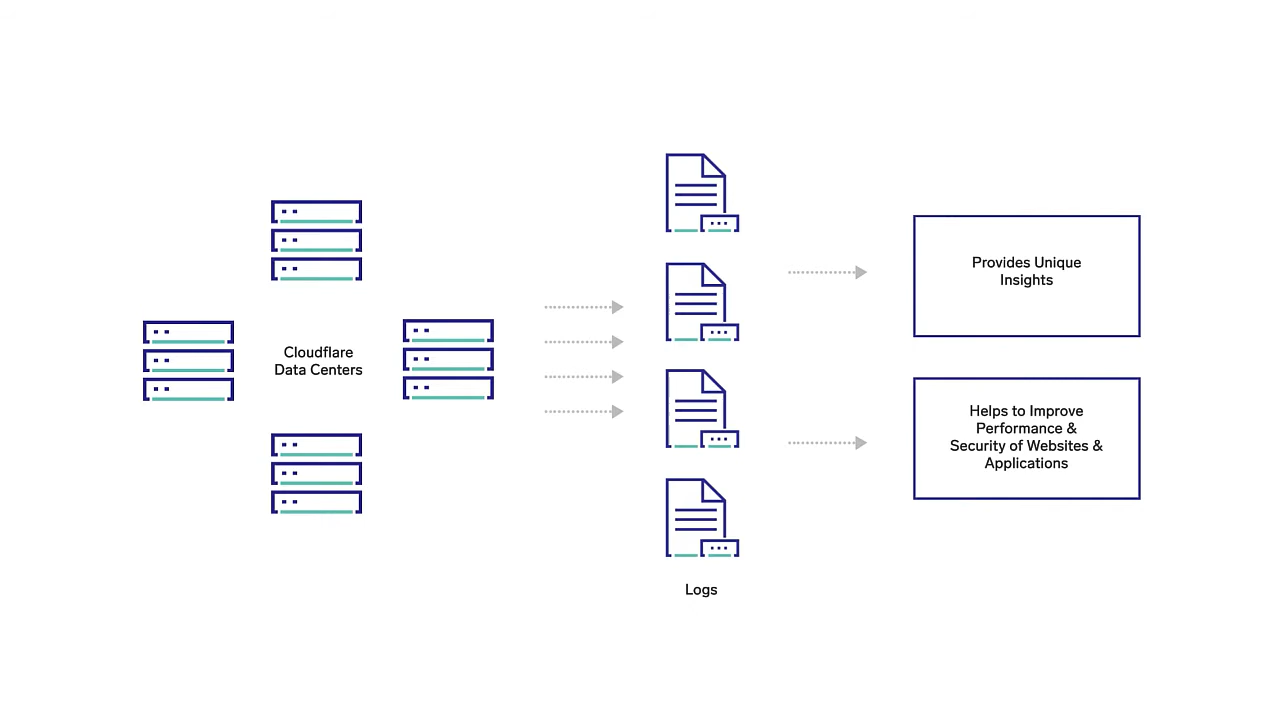 Cloudflare
Data Centers
Logs
Provides Unique
Insights
Helps to Improve
Performance &
Security of Websites &
Applications